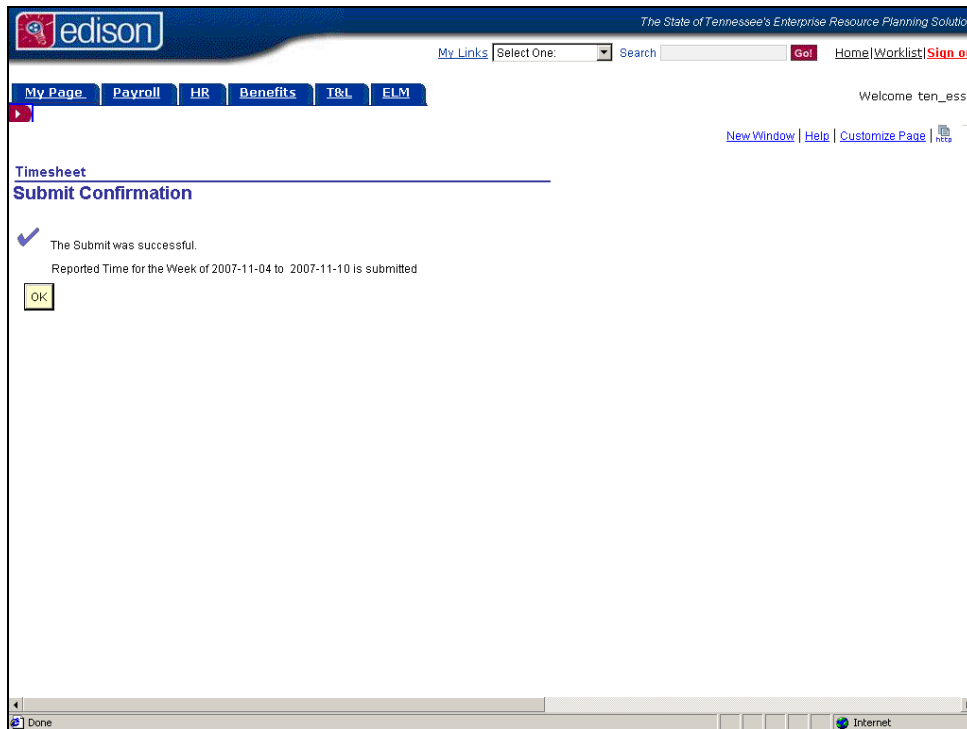 edison
The State of Tennessee's Enterprise Resource Planning Solutio
My Links Select One: Search Go! Home|Worklist|Sign o
My Page Payroll HR Benefits T&L ELM
Welcome ten_ess
New Window | Help | Customize Page | http
Timesheet
Submit Confirmation
The Submit was successful.
Reported Time for the Week of 2007-11-04 to 2007-11-10 is submitted
OK
Done Internet